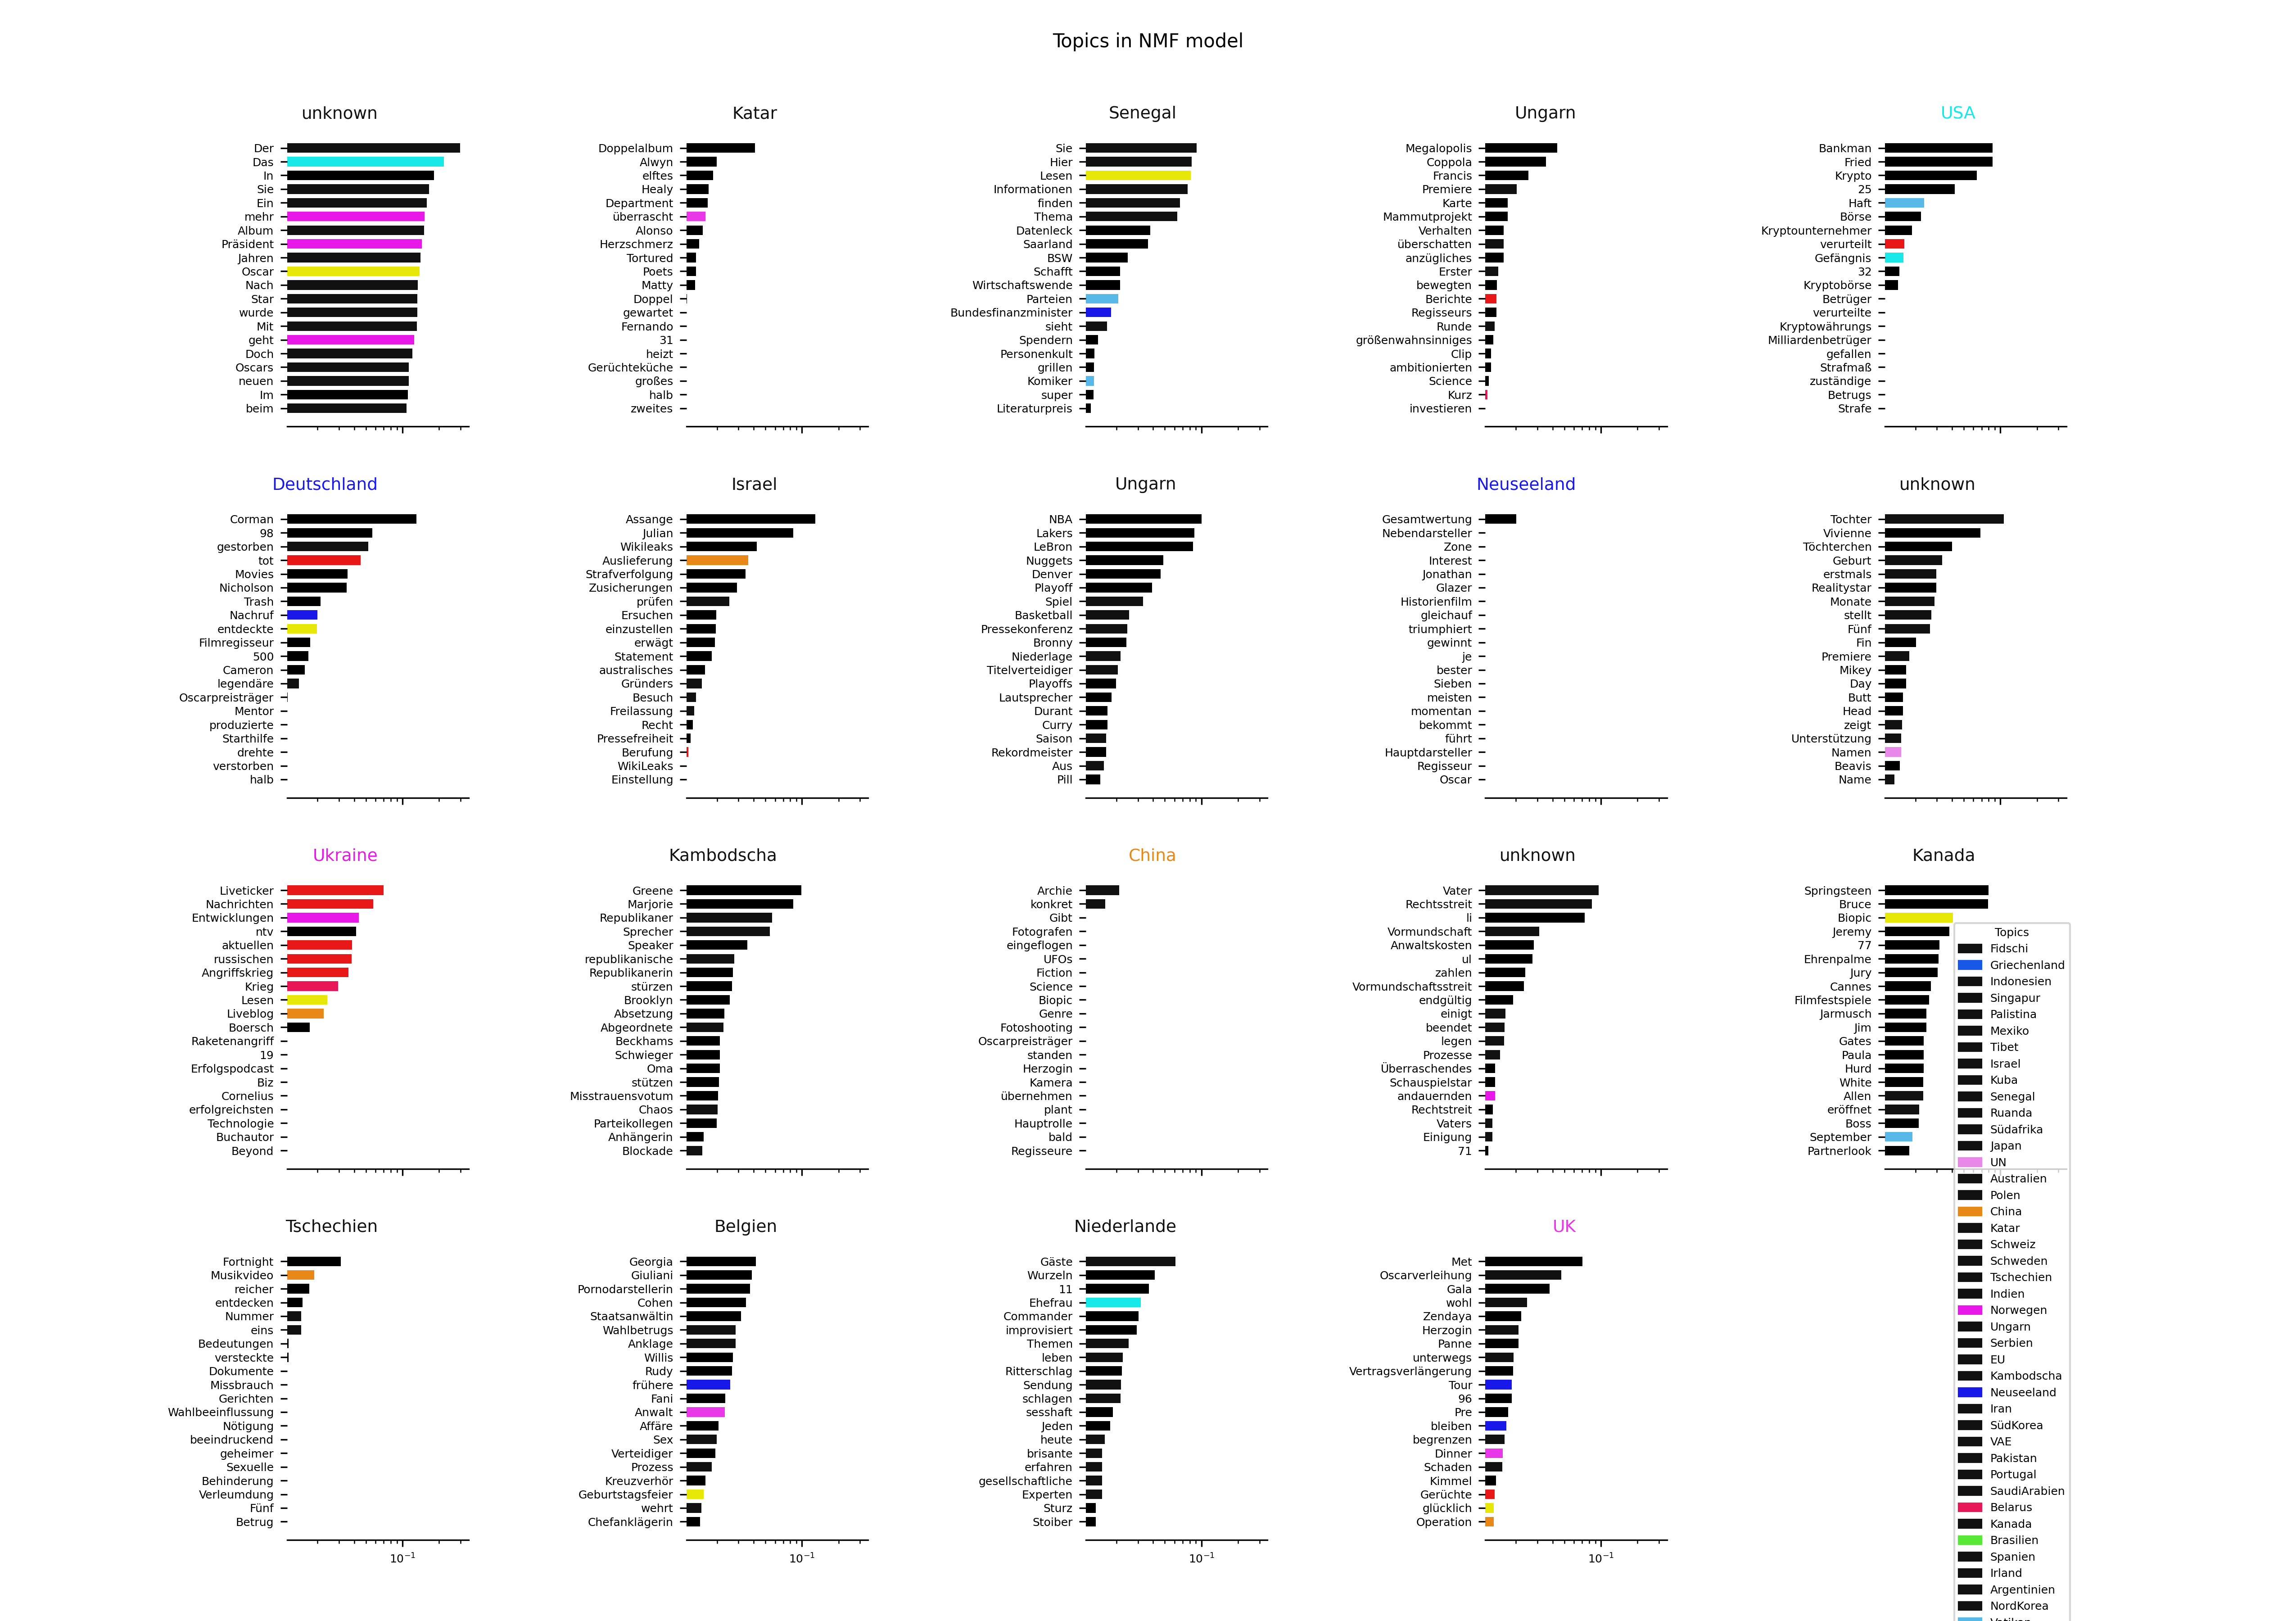 Topics in NMF model
unknown
Der
Das
In
Sie
Ein
mehr
Album
Präsident
Jahren
Oscar
Nach
Star
wurde
Mit
geht
Doch
Oscars
neuen
Im
beim
Katar
Doppelalbum
Alwyn
elftes
Healy
Department
überrascht
Alonso
Herzschmerz
Tortured
Poets
Matty
Doppel
gewartet
Fernando
31
heizt
Gerüchteküche
großes
halb
zweites
Senegal
Sie
Hier
Lesen
Informationen
finden
Thema
Datenleck
Saarland
BSW
Schafft
Wirtschaftswende
Parteien
Bundesfinanzminister
sieht
Spendern
Personenkult
grillen
Komiker
super
Literaturpreis
Ungarn
Megalopolis
Coppola
Francis
Premiere
Karte
Mammutprojekt
Verhalten
überschatten
anzügliches
Erster
bewegten
Berichte
Regisseurs
Runde
größenwahnsinniges
Clip
ambitionierten
Science
Kurz
investieren
USA
Bankman
Fried
Krypto
25
Haft
Börse
Kryptounternehmer
verurteilt
Gefängnis
32
Kryptobörse
Betrüger
verurteilte
Kryptowährungs
Milliardenbetrüger
gefallen
Strafmaß
zuständige
Betrugs
Strafe
Deutschland
Corman
98
gestorben
tot
Movies
Nicholson
Trash
Nachruf
entdeckte
Filmregisseur
500
Cameron
legendäre
Oscarpreisträger
Mentor
produzierte
Starthilfe
drehte
verstorben
halb
Israel
Assange
Julian
Wikileaks
Auslieferung
Strafverfolgung
Zusicherungen
prüfen
Ersuchen
einzustellen
erwägt
Statement
australisches
Gründers
Besuch
Freilassung
Recht
Pressefreiheit
Berufung
WikiLeaks
Einstellung
Ungarn
NBA
Lakers
LeBron
Nuggets
Denver
Playoff
Spiel
Basketball
Pressekonferenz
Bronny
Niederlage
Titelverteidiger
Playoffs
Lautsprecher
Durant
Curry
Saison
Rekordmeister
Aus
Pill
Neuseeland
Gesamtwertung
Nebendarsteller
Zone
Interest
Jonathan
Glazer
Historienfilm
gleichauf
triumphiert
gewinnt
je
bester
Sieben
meisten
momentan
bekommt
führt
Hauptdarsteller
Regisseur
Oscar
unknown
Tochter
Vivienne
Töchterchen
Geburt
erstmals
Realitystar
Monate
stellt
Fünf
Fin
Premiere
Mikey
Day
Butt
Head
zeigt
Unterstützung
Namen
Beavis
Name
Ukraine
Liveticker
Nachrichten
Entwicklungen
ntv
aktuellen
russischen
Angriffskrieg
Krieg
Lesen
Liveblog
Boersch
Raketenangriff
19
Erfolgspodcast
Biz
Cornelius
erfolgreichsten
Technologie
Buchautor
Beyond
Kambodscha
Greene
Marjorie
Republikaner
Sprecher
Speaker
republikanische
Republikanerin
stürzen
Brooklyn
Absetzung
Abgeordnete
Beckhams
Schwieger
Oma
stützen
Misstrauensvotum
Chaos
Parteikollegen
Anhängerin
Blockade
China
Archie
konkret
Gibt
Fotografen
eingeflogen
UFOs
Fiction
Science
Biopic
Genre
Fotoshooting
Oscarpreisträger
standen
Herzogin
Kamera
übernehmen
plant
Hauptrolle
bald
Regisseure
unknown
Vater
Rechtsstreit
li
Vormundschaft
Anwaltskosten
ul
zahlen
Vormundschaftsstreit
endgültig
einigt
beendet
legen
Prozesse
Überraschendes
Schauspielstar
andauernden
Rechtstreit
Vaters
Einigung
71
Kanada
Springsteen
Bruce
Biopic
Jeremy
77
Ehrenpalme
Jury
Cannes
Filmfestspiele
Jarmusch
Jim
Gates
Paula
Hurd
White
Allen
eröffnet
Boss
September
Partnerlook
Tschechien
Fortnight
Musikvideo
reicher
entdecken
Nummer
eins
Bedeutungen
versteckte
Dokumente
Missbrauch
Gerichten
Wahlbeeinflussung
Nötigung
beeindruckend
geheimer
Sexuelle
Behinderung
Verleumdung
Fünf
Betrug
10⁻¹
Belgien
Georgia
Giuliani
Pornodarstellerin
Cohen
Staatsanwältin
Wahlbetrugs
Anklage
Willis
Rudy
frühere
Fani
Anwalt
Affäre
Sex
Verteidiger
Prozess
Kreuzverhör
Geburtstagsfeier
wehrt
Chefanklägerin
10⁻¹
Niederlande
Gäste
Wurzeln
11
Ehefrau
Commander
improvisiert
Themen
leben
Ritterschlag
Sendung
schlagen
sesshaft
Jeden
heute
brisante
erfahren
gesellschaftliche
Experten
Sturz
Stoiber
10⁻¹
UK
Met
Oscarverleihung
Gala
wohl
Zendaya
Herzogin
Panne
unterwegs
Vertragsverlängerung
Tour
96
Pre
bleiben
begrenzen
Dinner
Schaden
Kimmel
Gerüchte
glücklich
Operation
10⁻¹
Topics
Fidschi
Griechenland
Indonesien
Singapur
Palistina
Mexiko
Tibet
Israel
Kuba
Senegal
Ruanda
Südafrika
Japan
UN
Australien
Polen
China
Katar
Schweiz
Schweden
Tschechien
Indien
Norwegen
Ungarn
Serbien
EU
Kambodscha
Neuseeland
Iran
SüdKorea
VAE
Pakistan
Portugal
SaudiArabien
Belarus
Kanada
Brasilien
Spanien
Irland
Argentinien
NordKorea